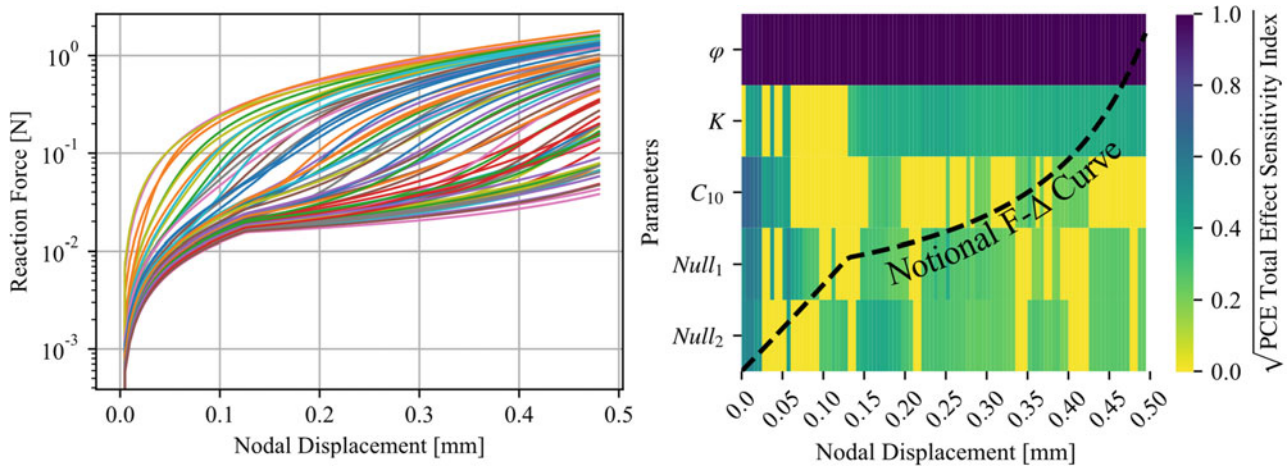 Reaction Force [N]
10⁰
10⁻¹
10⁻²
10⁻³
0.0 0.1 0.2 0.3 0.4 0.5
Nodal Displacement [mm]
Parameters
φ
K
C₁₀
Null₁
Null₂
Notional F-Δ Curve
0.0 0.05 0.10 0.15 0.20 0.25 0.30 0.35 0.40 0.45 0.50
Nodal Displacement [mm]
1.0
0.8
0.6
0.4
0.2
0.0
√PCE Total Effect Sensitivity Index